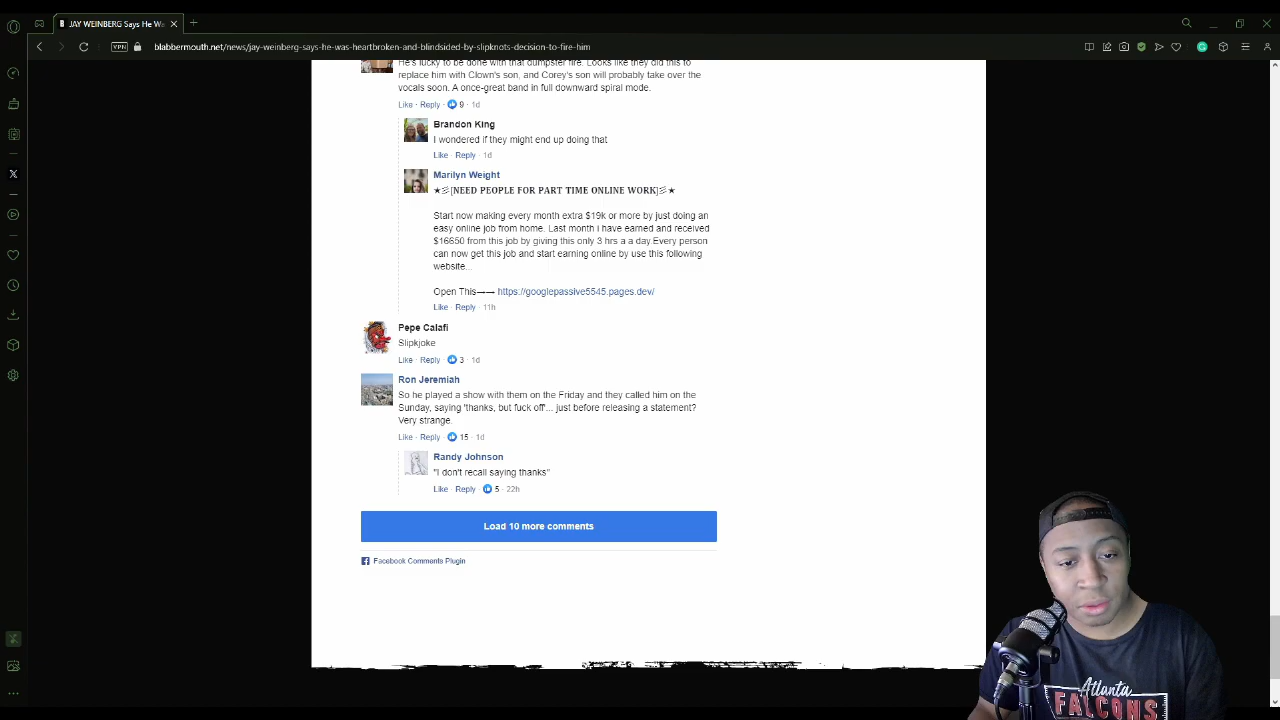 JAY WEINBERG Says He Wa
blabbermouth.net/news/jay-weinberg-says-he-was-heartbroken-and-blindsided-by-slipknots-decision-to-fire-him
VPN
He's lucky to be done with that dumpster fire. Looks like they did this to
replace him with Clown's son, and Corey's son will probably take over the
vocals soon. A once-great band in full downward spiral mode.
Like · Reply · 9 · 1d
Brandon King
I wondered if they might end up doing that
Like · Reply · 1d
Marilyn Weight
★彡[𝐍𝐄𝐄𝐃 𝐏𝐄𝐎𝐏𝐋𝐄 𝐅𝐎𝐑 𝐏𝐀𝐑𝐓 𝐓𝐈𝐌𝐄 𝐎𝐍𝐋𝐈𝐍𝐄 𝐖𝐎𝐑𝐊]彡★
Start now making every month extra $19k or more by just doing an
easy online job from home. Last month i have earned and received
$16650 from this job by giving this only 3 hrs a a day.Every person
can now get this job and start earning online by use this following
website...
Open This→→ https://googlepassive5545.pages.dev/
Like · Reply · 11h
Pepe Calafi
Slipkjoke
Like · Reply · 3 · 1d
Ron Jeremiah
So he played a show with them on the Friday and they called him on the
Sunday, saying 'thanks, but fuck off'... just before releasing a statement?
Very strange.
Like · Reply · 15 · 1d
Randy Johnson
"I don't recall saying thanks"
Like · Reply · 5 · 22h
Load 10 more comments
Facebook Comments Plugin
Atlanta
FALCONS